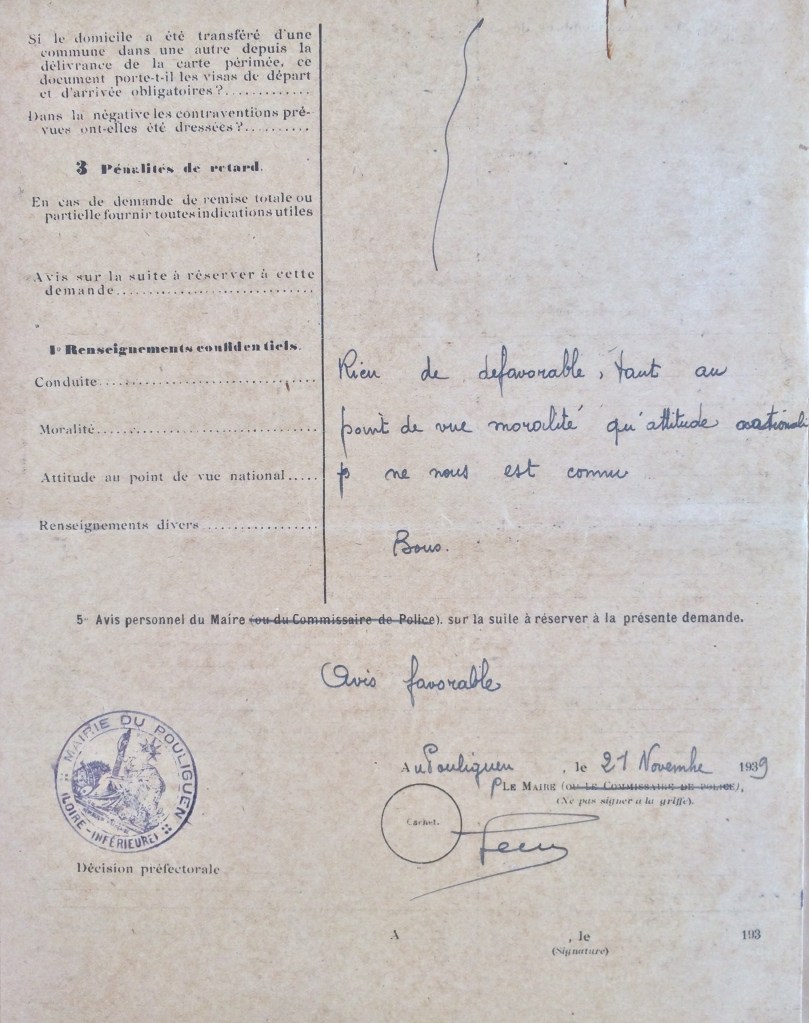 Si le domicile a été transféré d'une
commune dans une autre depuis la
délivrance de la carte périmée, ce
document porte-t-il les visas de départ
et d'arrivée obligatoires ?.............
Dans la négative les contraventions pré-
vues ont-elles été dressées ?..........
3 Pénalités de retard.
En cas de demande de remise totale ou
partielle fournir toutes indications utiles
Avis sur la suite à réserver à cette
demande..............................
1º Renseignements confidentiels.
Conduite.................................
Rien de defavorable, tant au
Moralité.................................
point de vue moralité qu'attitude nationale
Attitude au point de vue national.....
ne nous est connu
Renseignements divers.................
Bons.
5º Avis personnel du Maire (ou du Commissaire de Police). sur la suite à réserver à la présente demande.
Avis favorable
MAIRIE DU POULIGUEN
(LOIRE-INFÉRIEURE)
Au Pouliguen, le 21 Novembre 1939
P LE MAIRE (OU LE COMMISSAIRE DE POLICE),
(Ne pas signer à la griffe).
Cachet.
Décision préfectorale
A , le 193
(Signature)